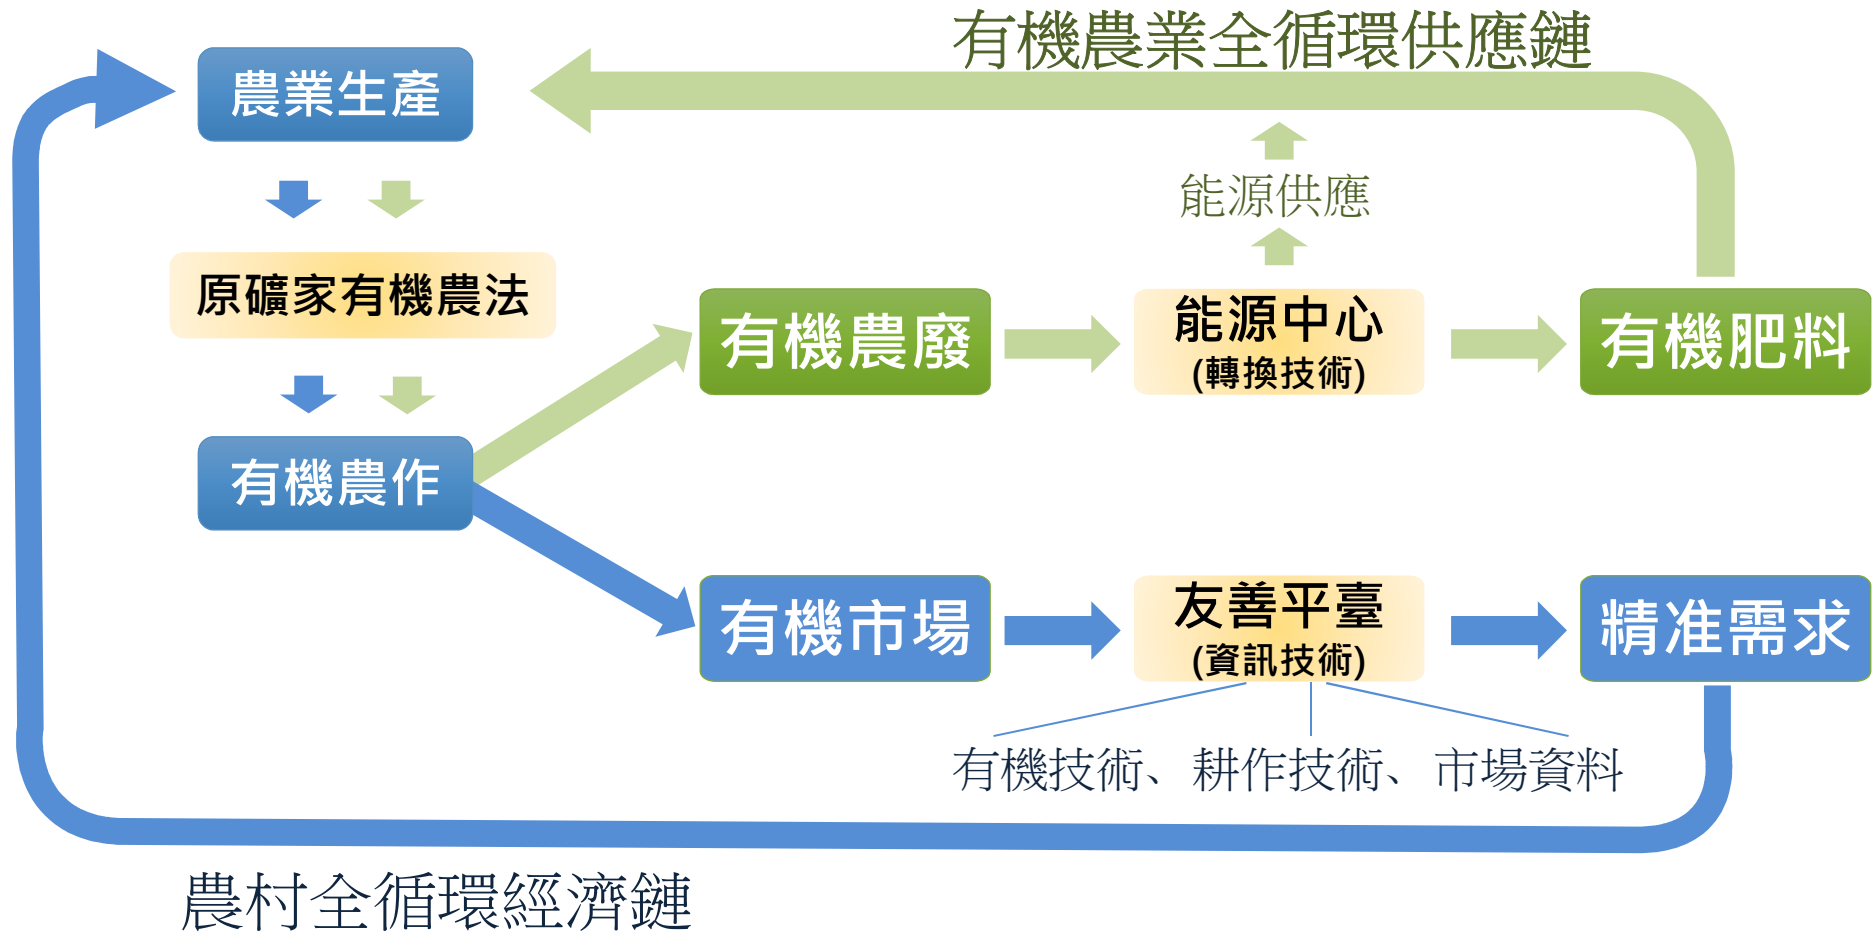 有機農業全循環供應鏈
農業生產
能源供應
原礦家有機農法
有機農廢
能源中心
(轉換技術)
有機肥料
有機農作
有機市場
友善平臺
(資訊技術)
精准需求
有機技術、耕作技術、市場資料
農村全循環經濟鏈